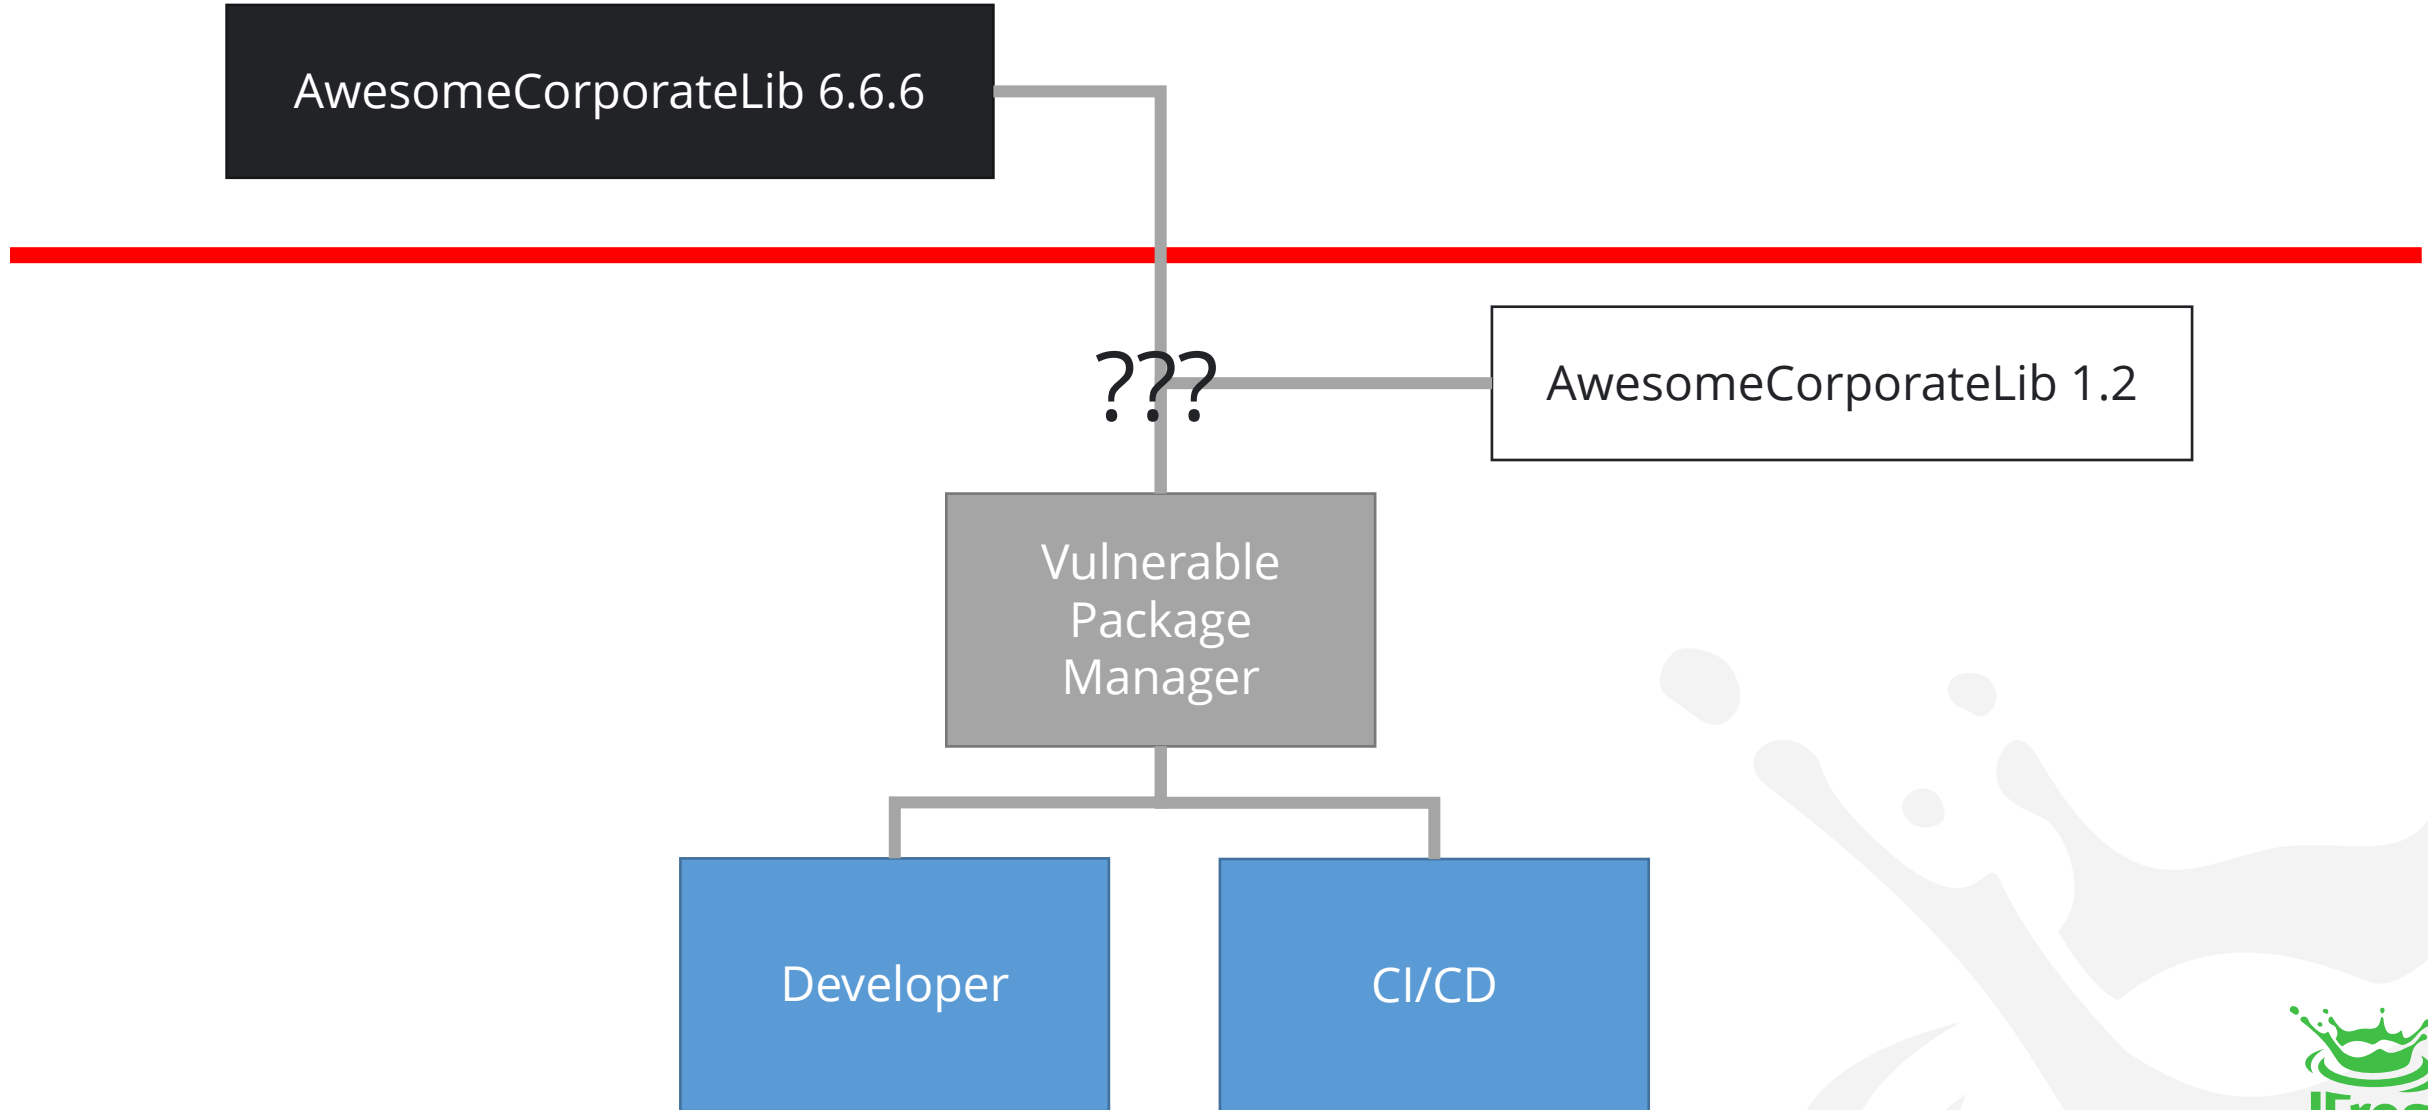 AwesomeCorporateLib 6.6.6
???
AwesomeCorporateLib 1.2
Vulnerable
Package
Manager
Developer
CI/CD